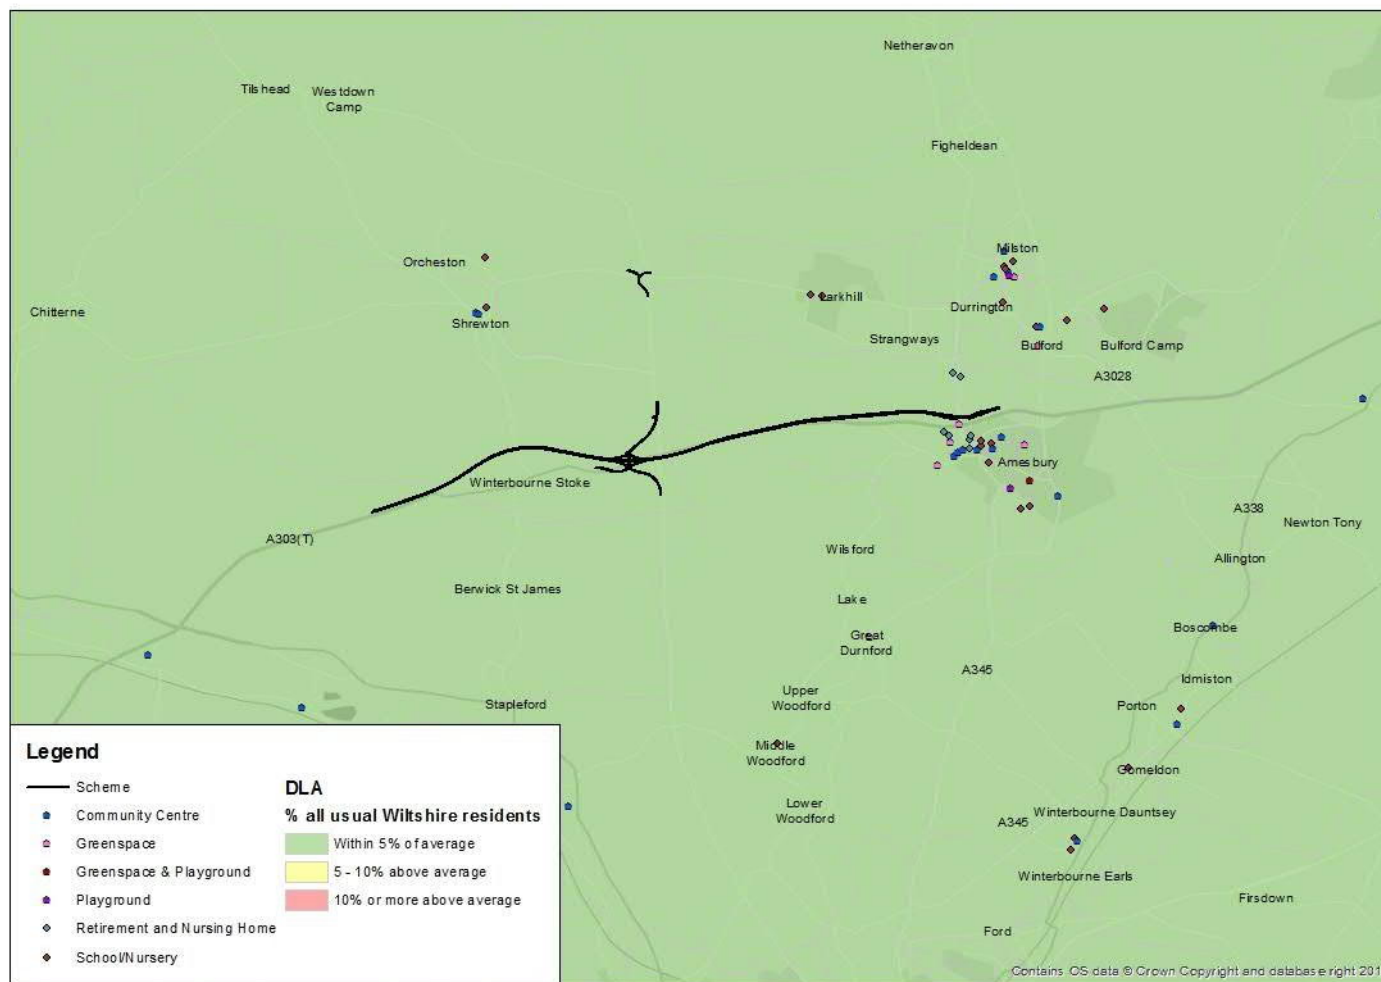 Netheravon
Tilshead
Westdown
Camp
Figheldean
Milston
Orcheston
Larkhill
Durrington
Chitterne
Shrewton
Strangways
Bulford
Bulford Camp
A3028
Amesbury
Winterbourne Stoke
A338
Newton Tony
A303(T)
Wilsford
Allington
Berwick St James
Lake
Boscombe
Great
Durnford
A345
Idmiston
Upper
Woodford
Stapleford
Porton
Middle
Woodford
Gomeldon
Lower
Woodford
Winterbourne Dauntsey
A345
Winterbourne Earls
Firsdown
Ford
Legend
Scheme
Community Centre
Greenspace
Greenspace & Playground
Playground
Retirement and Nursing Home
School/Nursery
DLA
% all usual Wiltshire residents
Within 5% of average
5 - 10% above average
10% or more above average
Contains OS data © Crown Copyright and database right 201